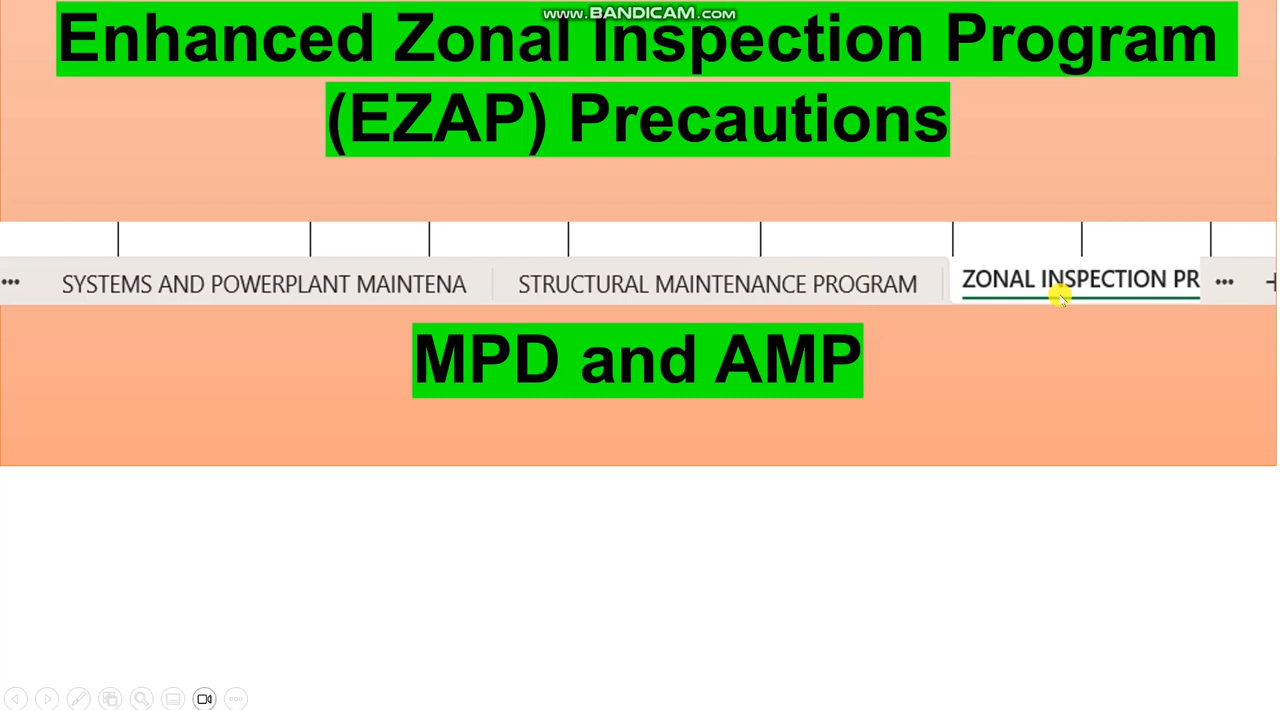 www.BANDICAM.com
Enhanced Zonal Inspection Program
(EZAP) Precautions
SYSTEMS AND POWERPLANT MAINTENA STRUCTURAL MAINTENANCE PROGRAM ZONAL INSPECTION PR
MPD and AMP